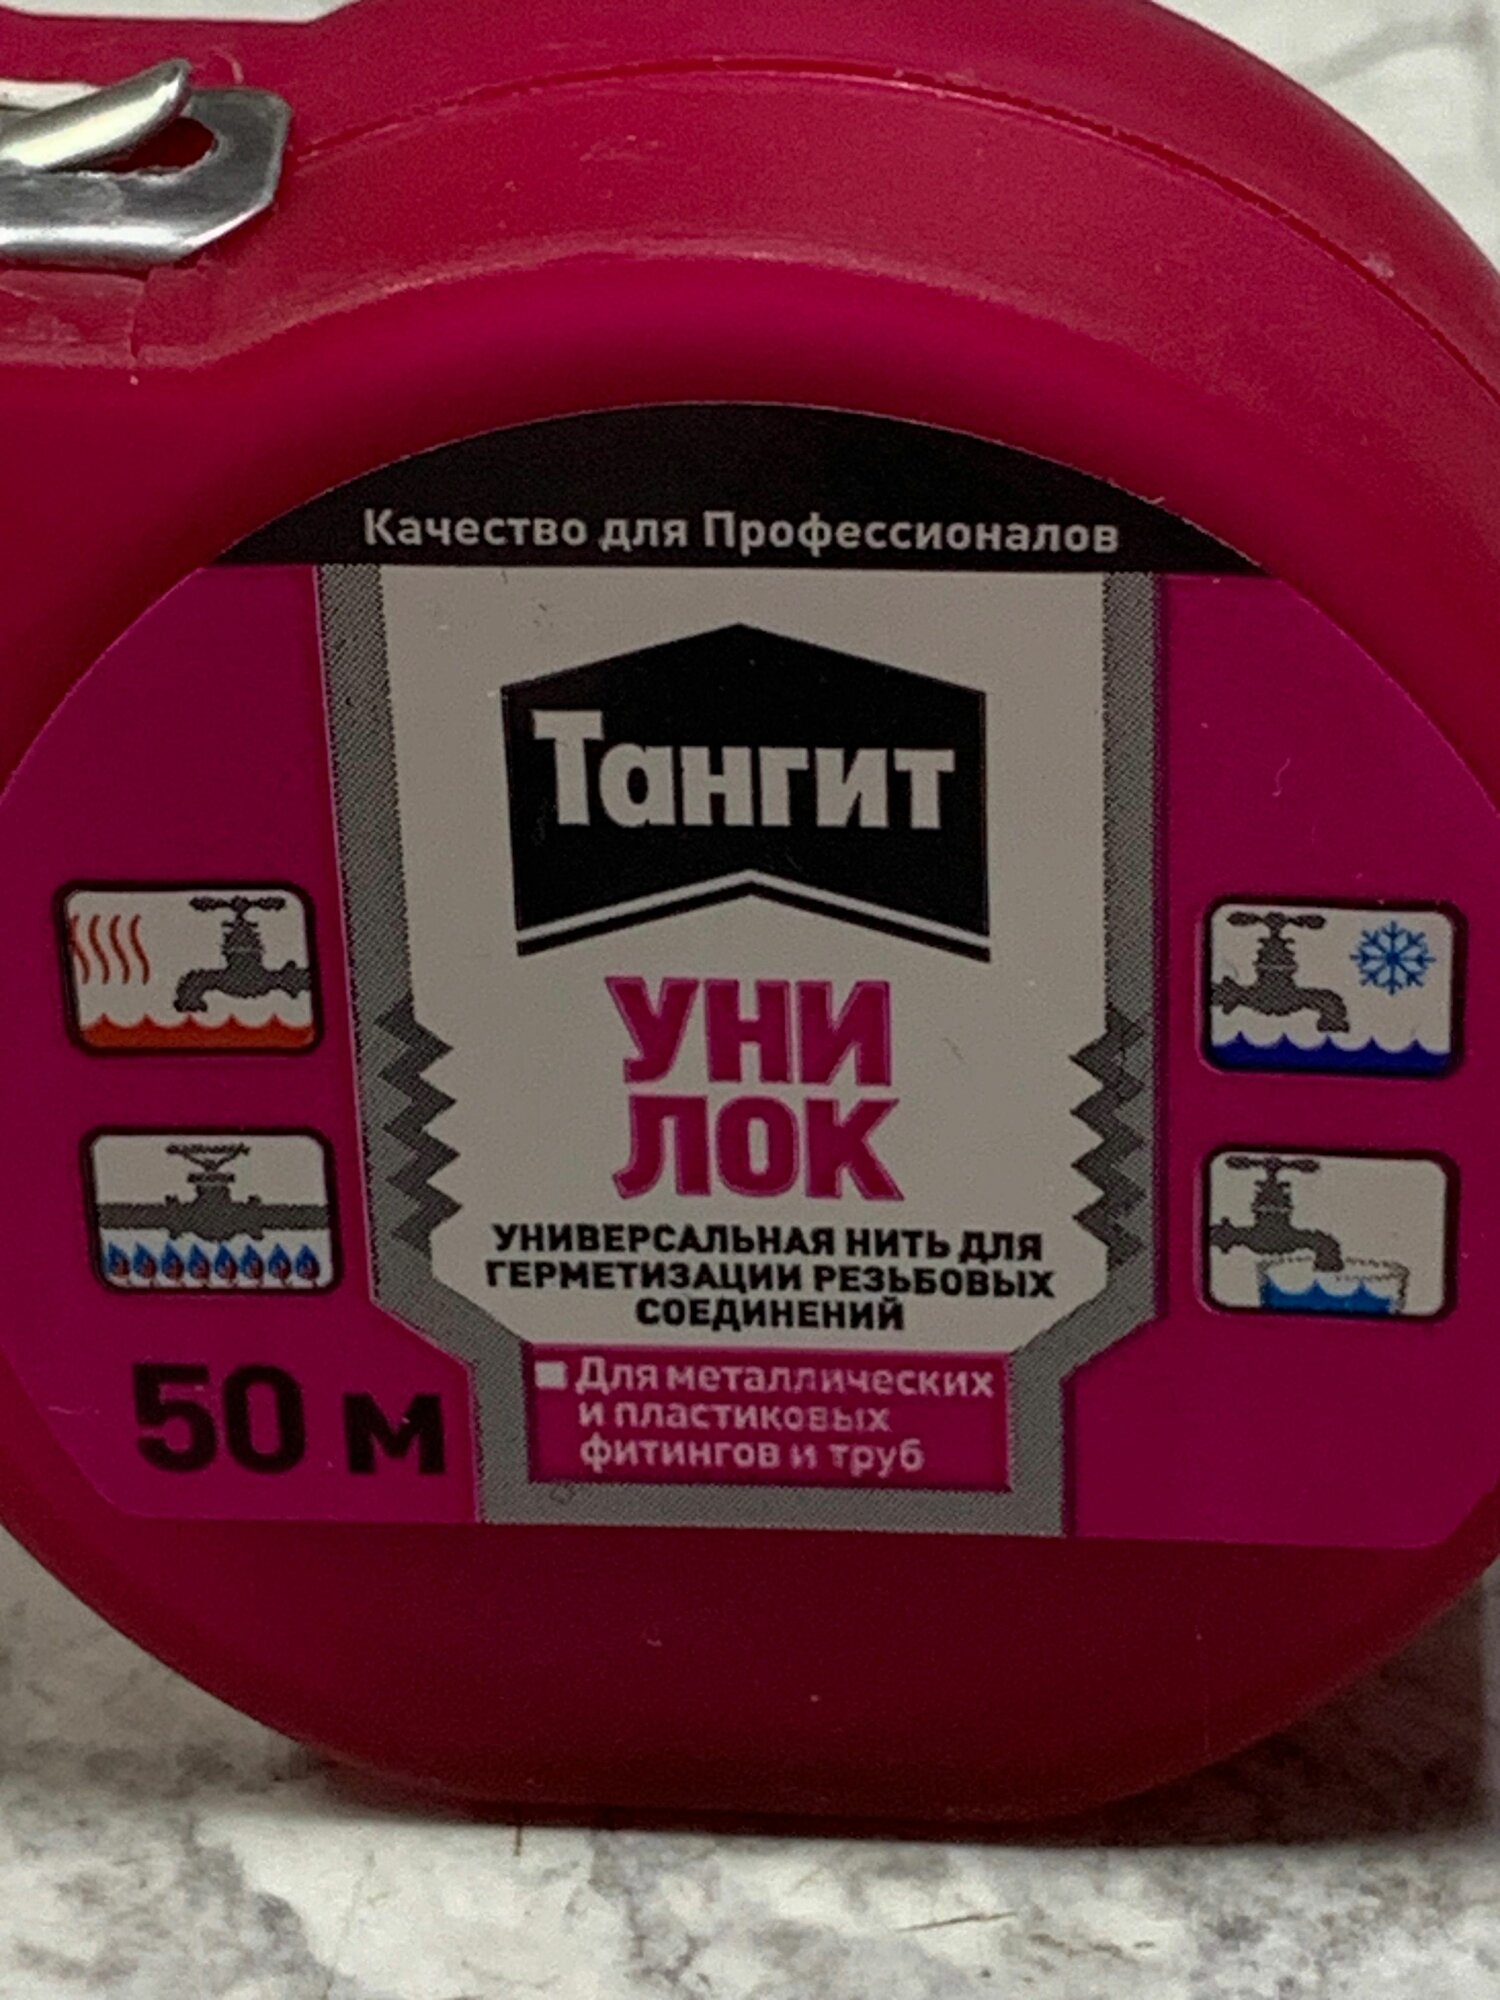 Качество для Профессионалов
Тангит
УНИ
ЛОК
УНИВЕРСАЛЬНАЯ НИТЬ ДЛЯ
ГЕРМЕТИЗАЦИИ РЕЗЬБОВЫХ
СОЕДИНЕНИЙ
Для металлических
и пластиковых
фитингов и труб
50 м